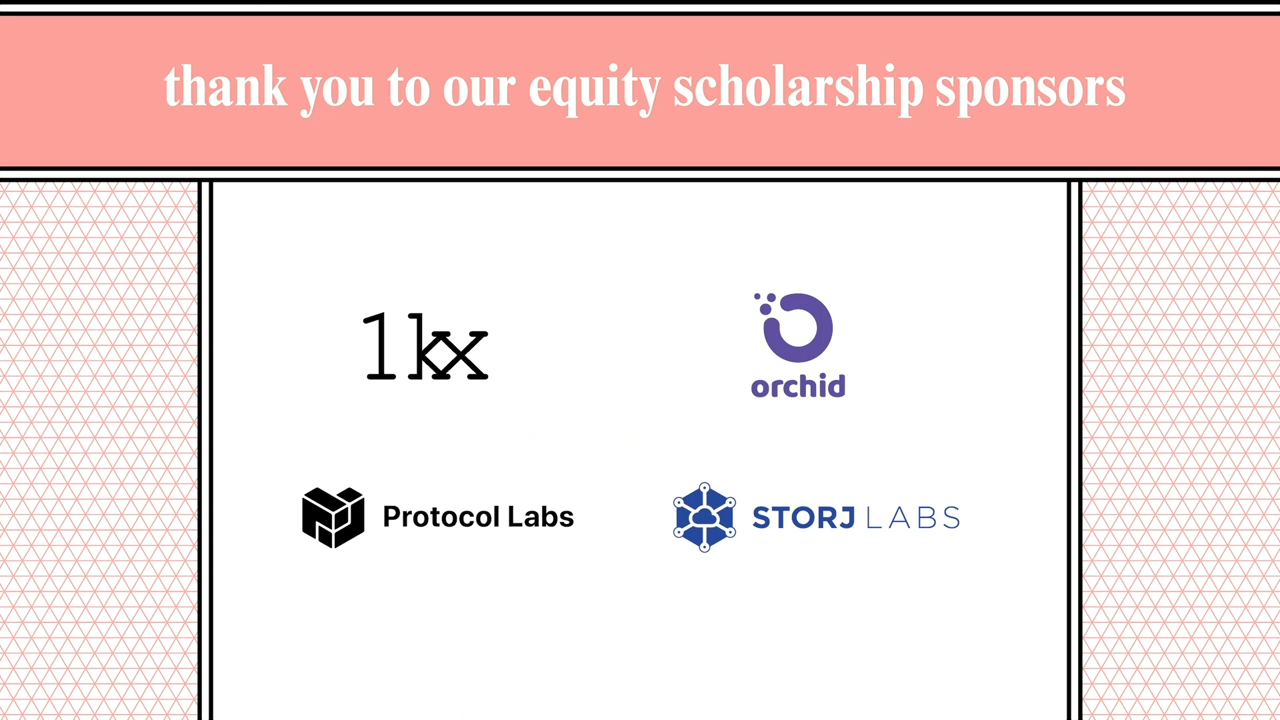 thank you to our equity scholarship sponsors
1kx
orchid
Protocol Labs
STORJ LABS